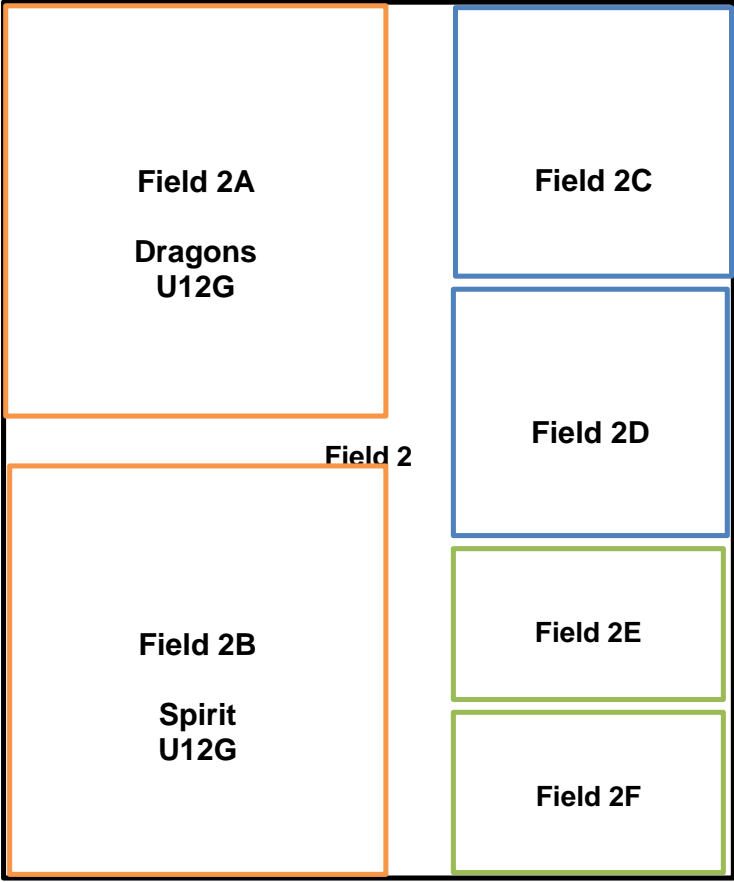 Field 2A
Dragons
U12G
Field 2C
Field 2D
Field 2
Field 2B
Spirit
U12G
Field 2E
Field 2F